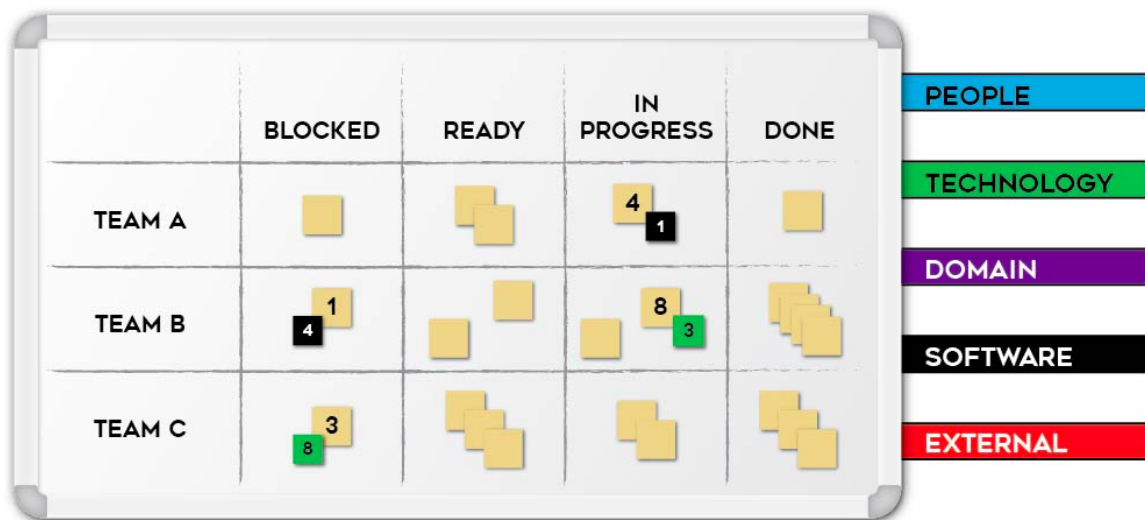 IN
BLOCKED READY PROGRESS DONE
TEAM A 4 1
TEAM B 1 4 8 3
TEAM C 3 8
PEOPLE
TECHNOLOGY
DOMAIN
SOFTWARE
EXTERNAL